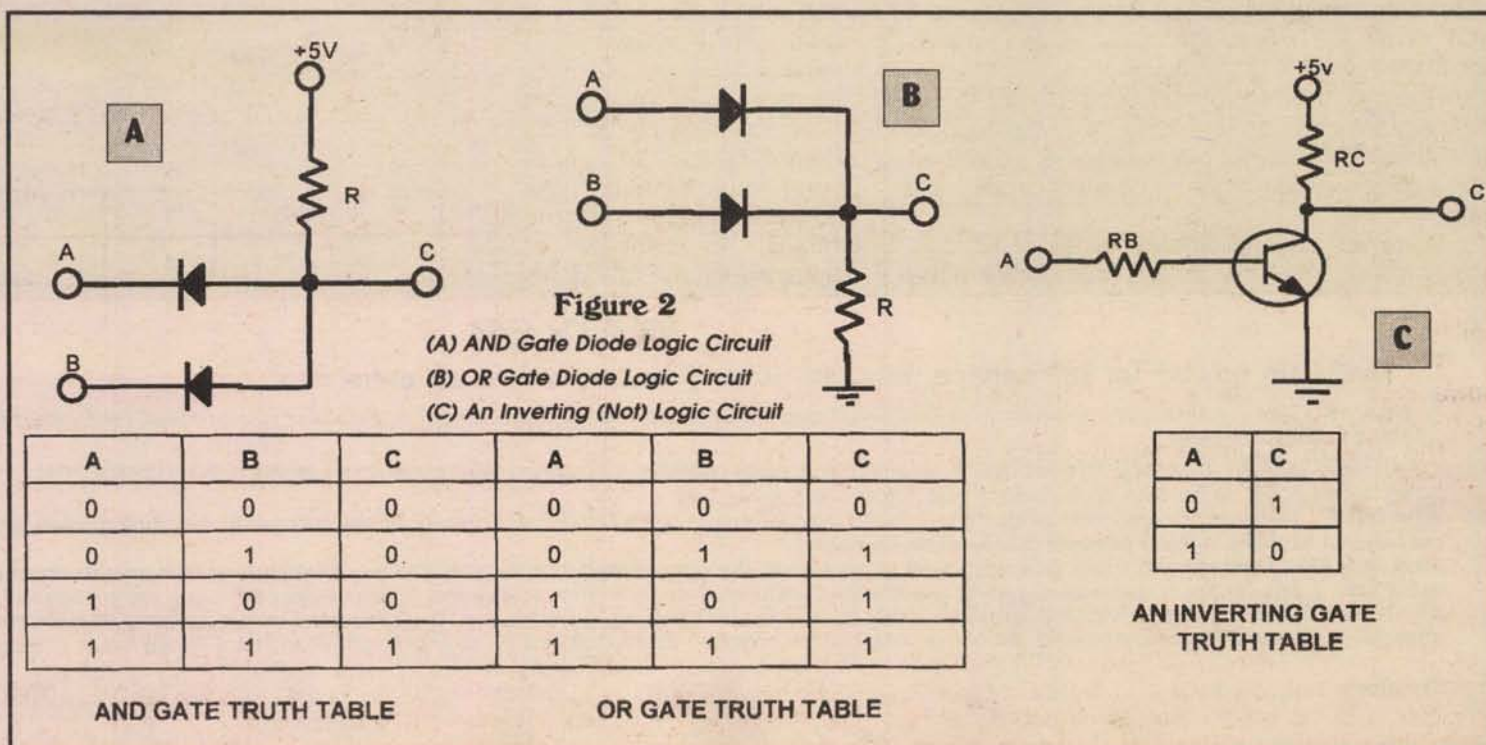 +5V
A
R
A
C
B
A
B
B
C
R
+5v
RC
C
RB
A
C
Figure 2
(A) AND Gate Diode Logic Circuit
(B) OR Gate Diode Logic Circuit
(C) An Inverting (Not) Logic Circuit
A B C A B C
0 0 0 0 0 0
0 1 0 0 1 1
1 0 0 1 0 1
1 1 1 1 1 1
AND GATE TRUTH TABLE
OR GATE TRUTH TABLE
A C
0 1
1 0
AN INVERTING GATE
TRUTH TABLE